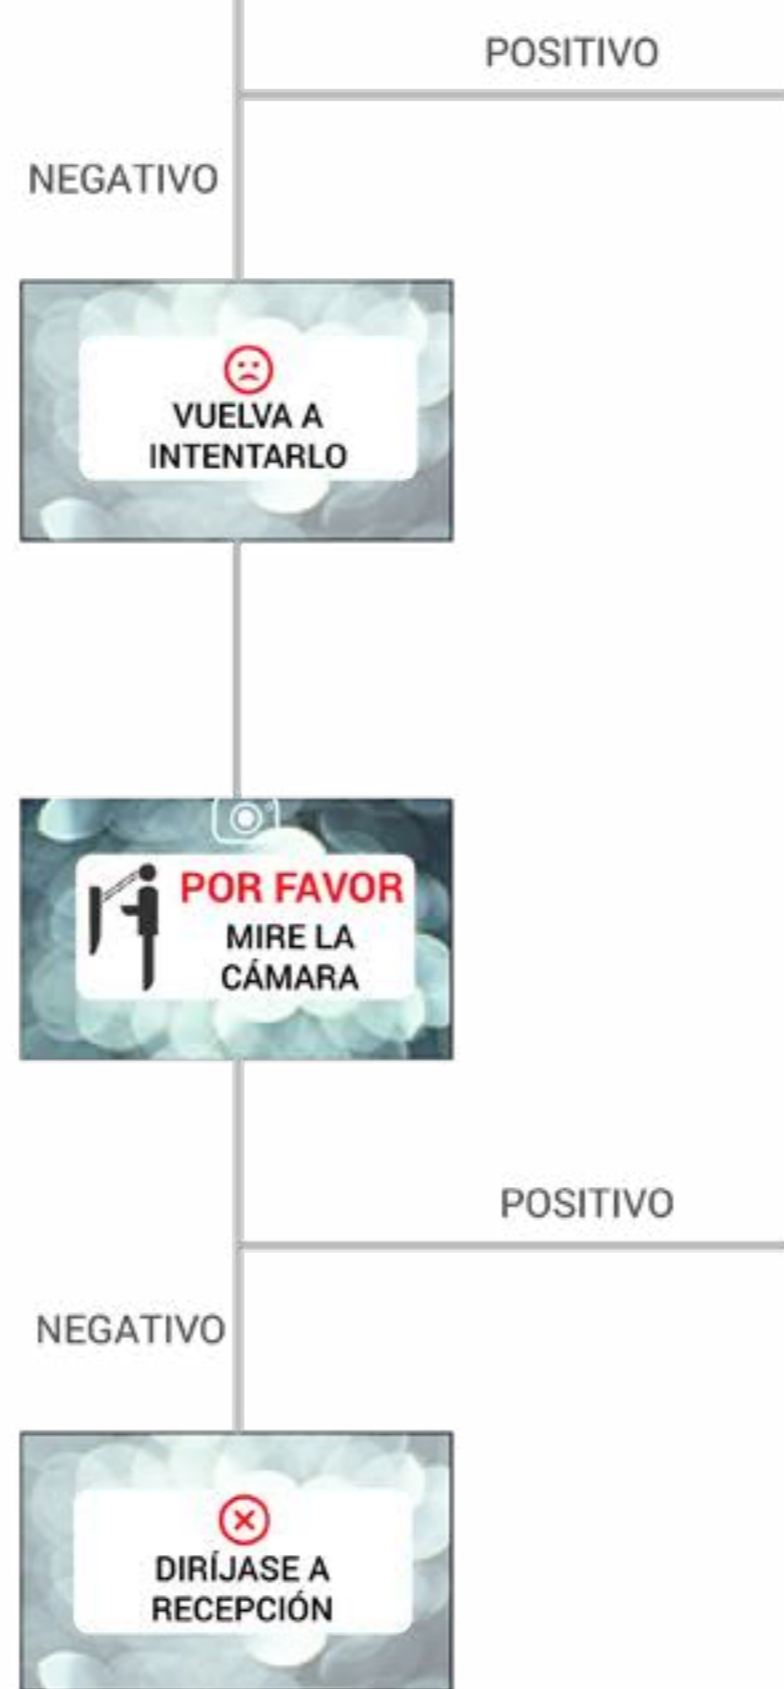 POSITIVO
NEGATIVO
VUELVA A
INTENTARLO
POR FAVOR
MIRE LA
CÁMARA
POSITIVO
NEGATIVO
DIRÍJASE A
RECEPCIÓN